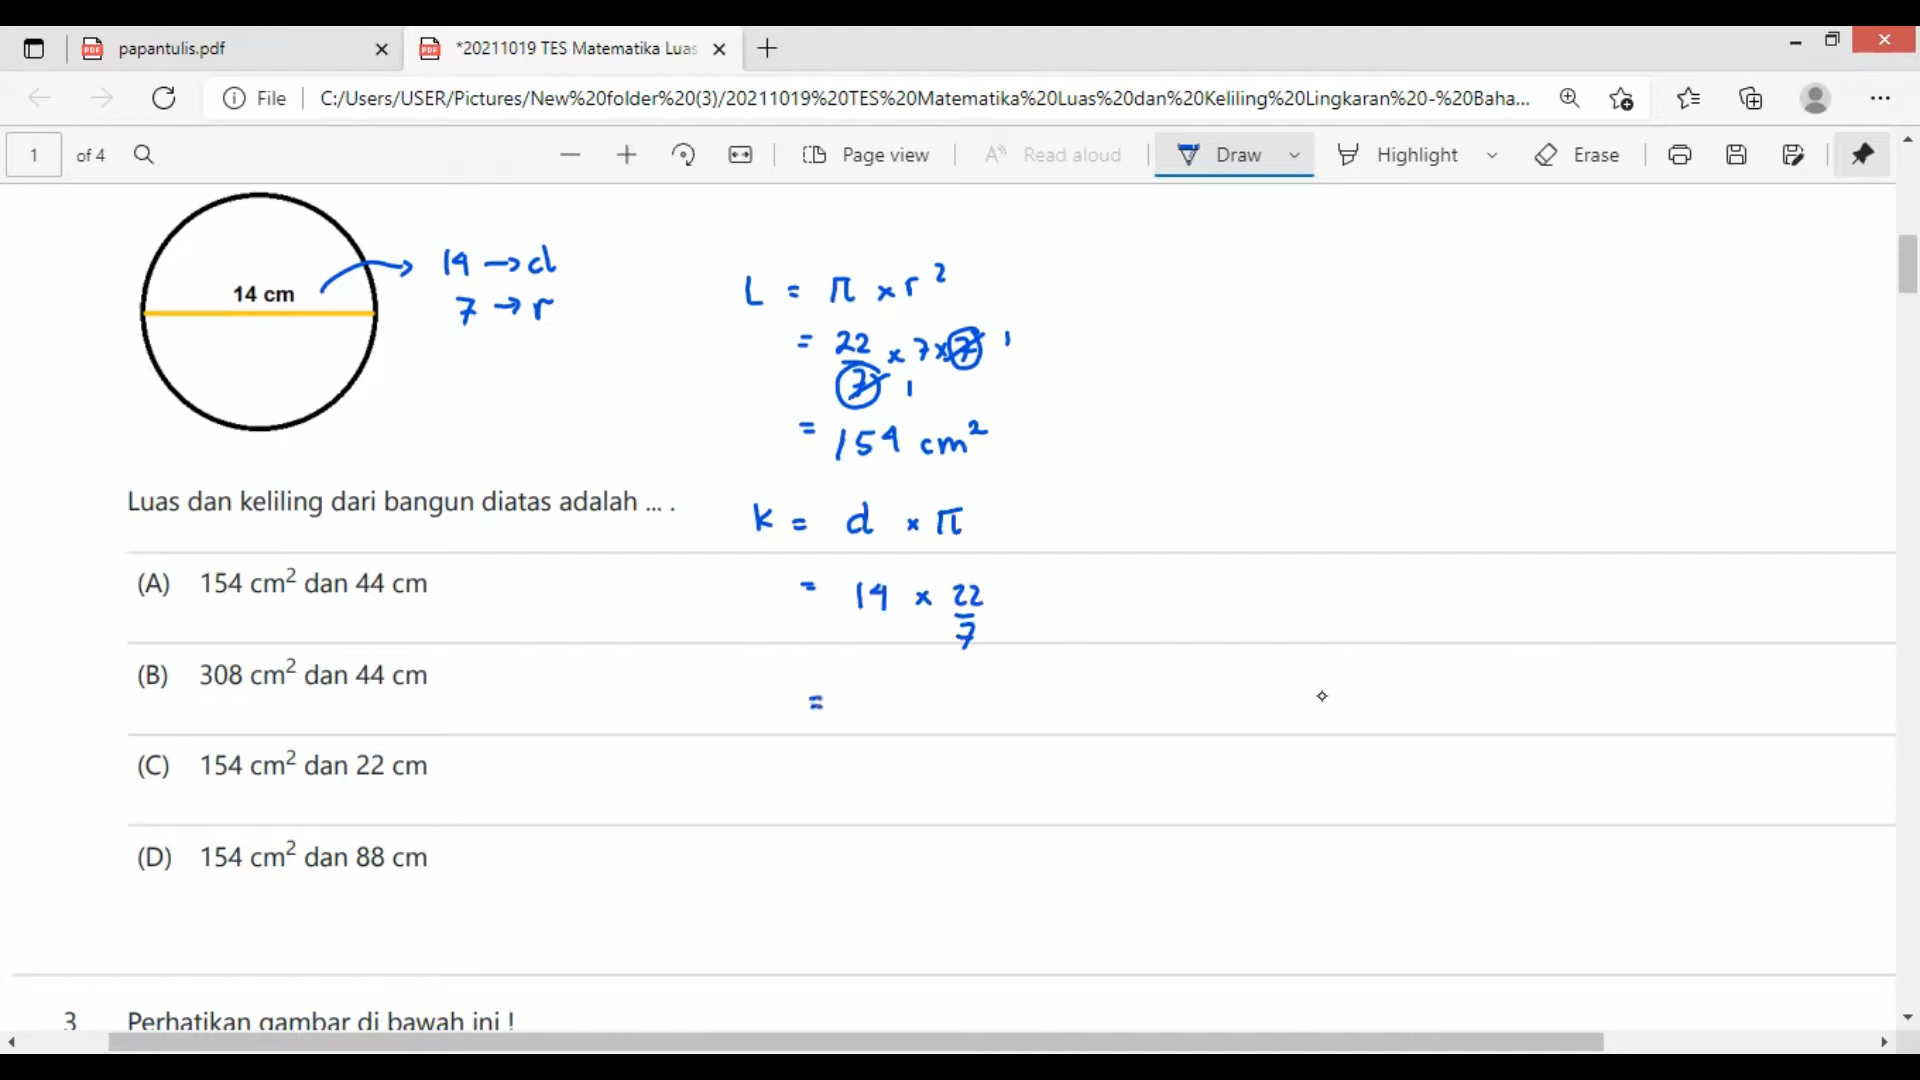 papantulis.pdf
*20211019 TES Matematika Luas
File
C:/Users/USER/Pictures/New%20folder%20(3)/20211019%20TES%20Matematika%20Luas%20dan%20Keliling%20Lingkaran%20-%20Baha...
1 of 4
Page view
Read aloud
Draw
Highlight
Erase
14 cm
14 → d
7 → r
L = π × r²
= 22/7 × 7 × 7 1
1
= 154 cm²
Luas dan keliling dari bangun diatas adalah ... .
K = d × π
= 14 × 22/7
=
(A) 154 cm² dan 44 cm
(B) 308 cm² dan 44 cm
(C) 154 cm² dan 22 cm
(D) 154 cm² dan 88 cm
3 Perhatikan gambar di bawah ini !